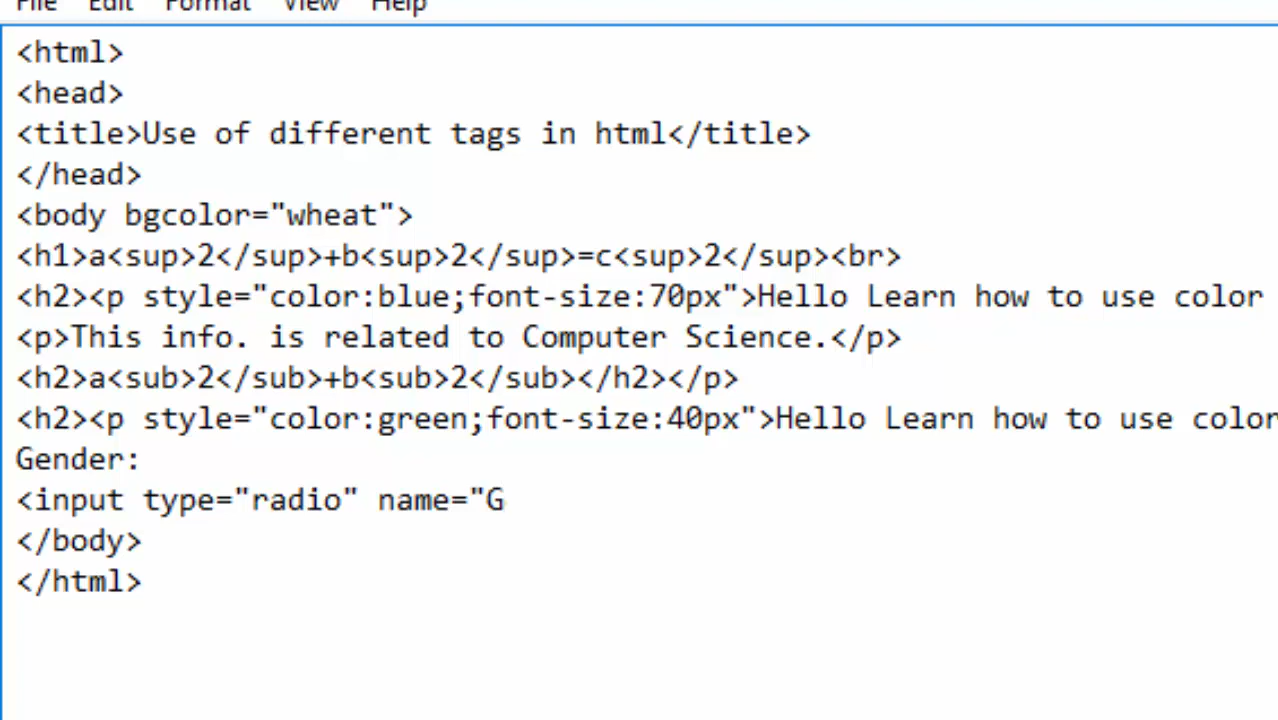 File Edit Format View Help
<html>
<head>
<title>Use of different tags in html</title>
</head>
<body bgcolor="wheat">
<h1>a<sup>2</sup>+b<sup>2</sup>=c<sup>2</sup><br>
<h2><p style="color:blue;font-size:70px">Hello Learn how to use color
<p>This info. is related to Computer Science.</p>
<h2>a<sub>2</sub>+b<sub>2</sub></h2></p>
<h2><p style="color:green;font-size:40px">Hello Learn how to use color
Gender:
<input type="radio" name="G
</body>
</html>